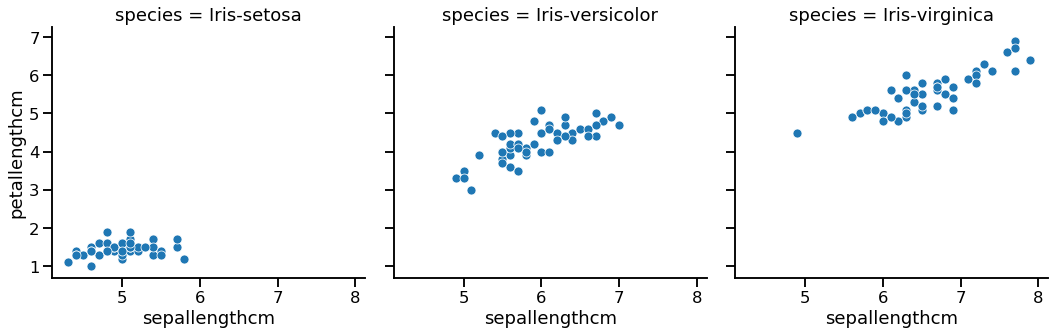 species = Iris-setosa
species = Iris-versicolor
species = Iris-virginica
petallengthcm
7
6
5
4
3
2
1
5 6 7 8
5 6 7 8
5 6 7 8
sepallengthcm
sepallengthcm
sepallengthcm